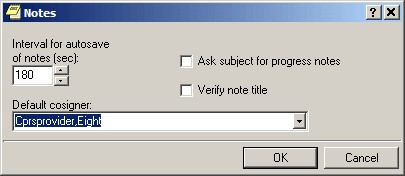 Notes
Interval for autosave
of notes (sec):
180
Ask subject for progress notes
Verify note title
Default cosigner:
Cprsprovider,Eight
OK
Cancel